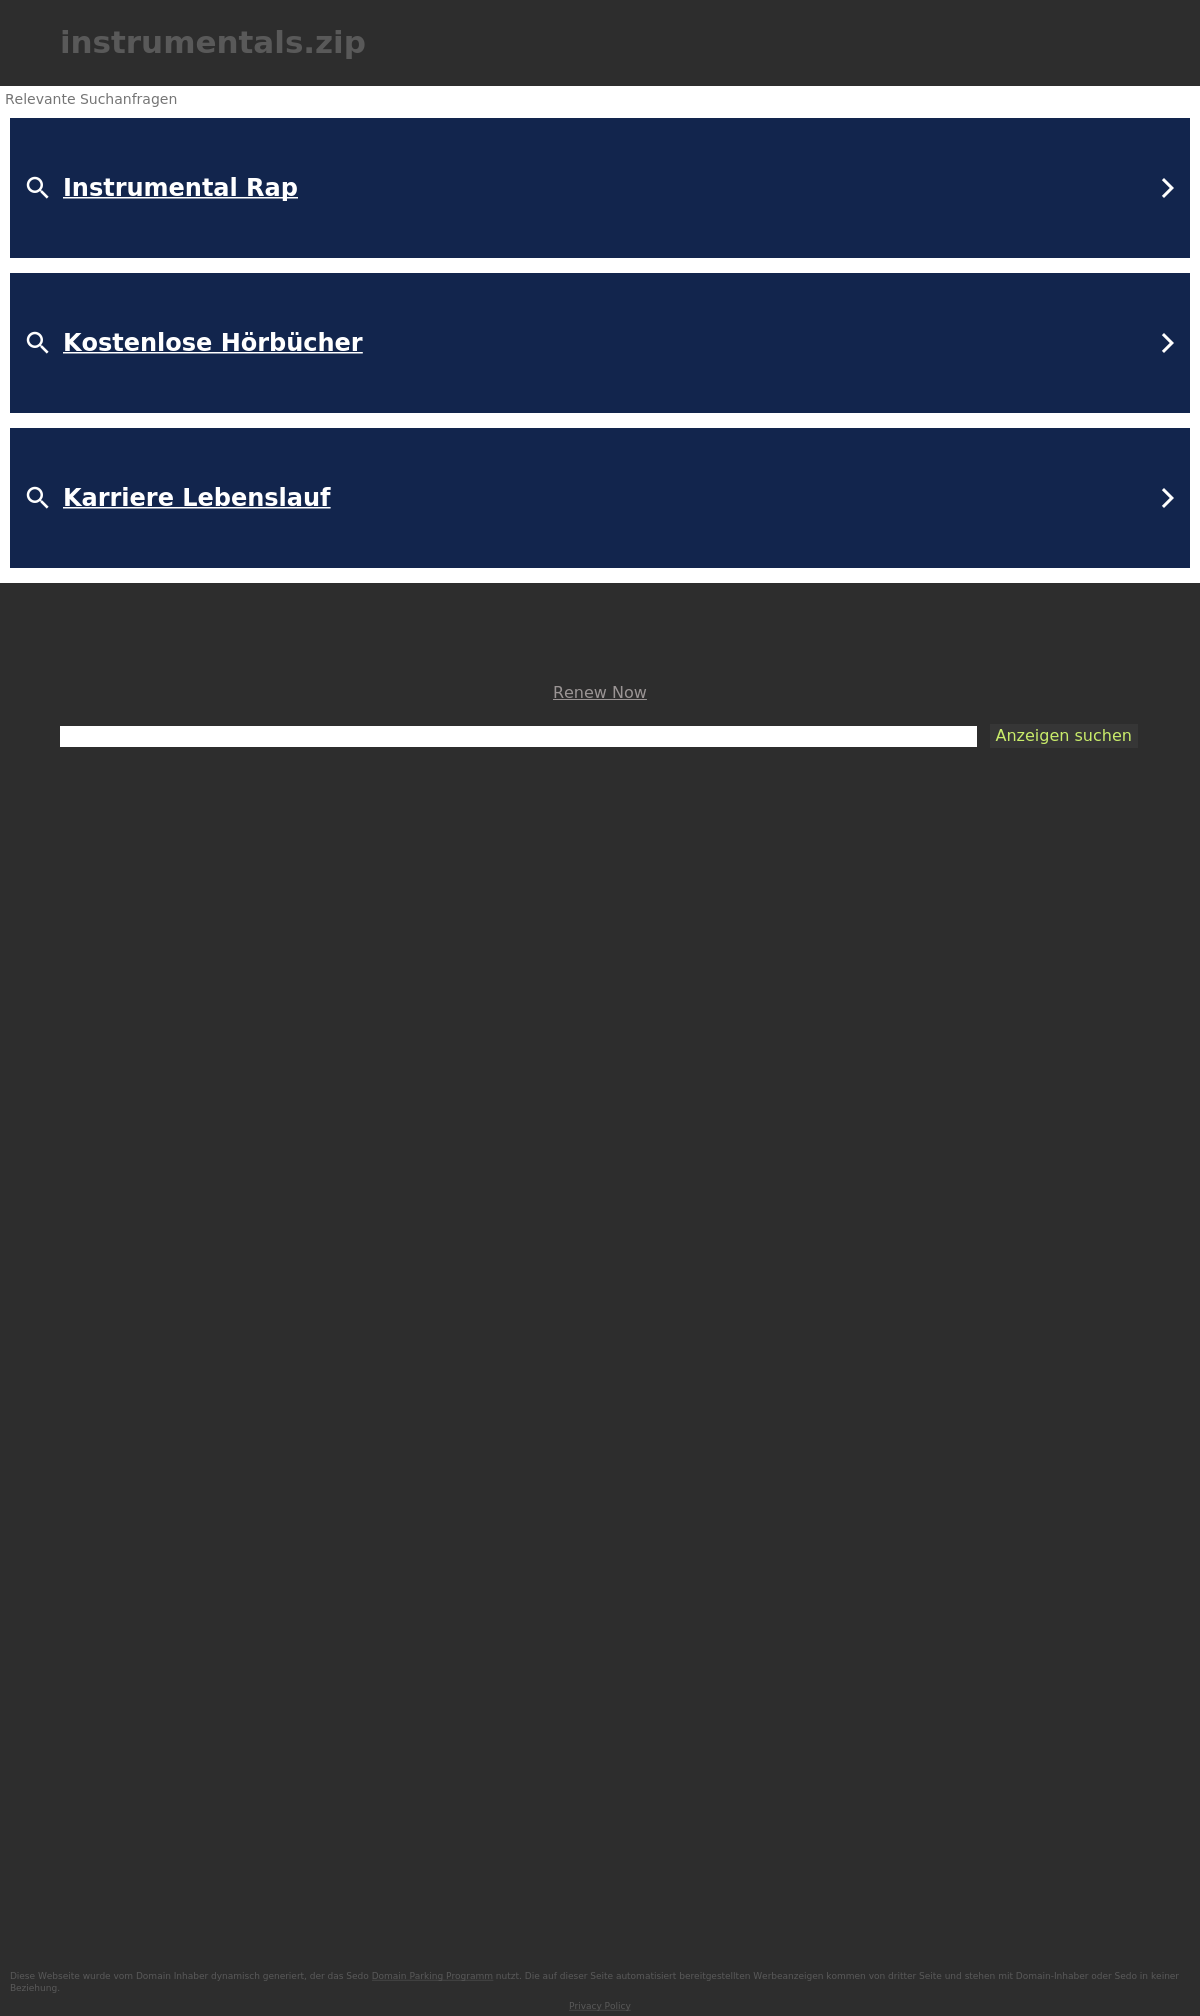 instrumentals.zip
Relevante Suchanfragen
Instrumental Rap
Kostenlose Hörbücher
Karriere Lebenslauf
Renew Now
Anzeigen suchen
Diese Webseite wurde vom Domain Inhaber dynamisch generiert, der das Sedo Domain Parking Programm nutzt. Die auf dieser Seite automatisiert bereitgestellten Werbeanzeigen kommen von dritter Seite und stehen mit Domain-Inhaber oder Sedo in keiner
Beziehung.
Privacy Policy